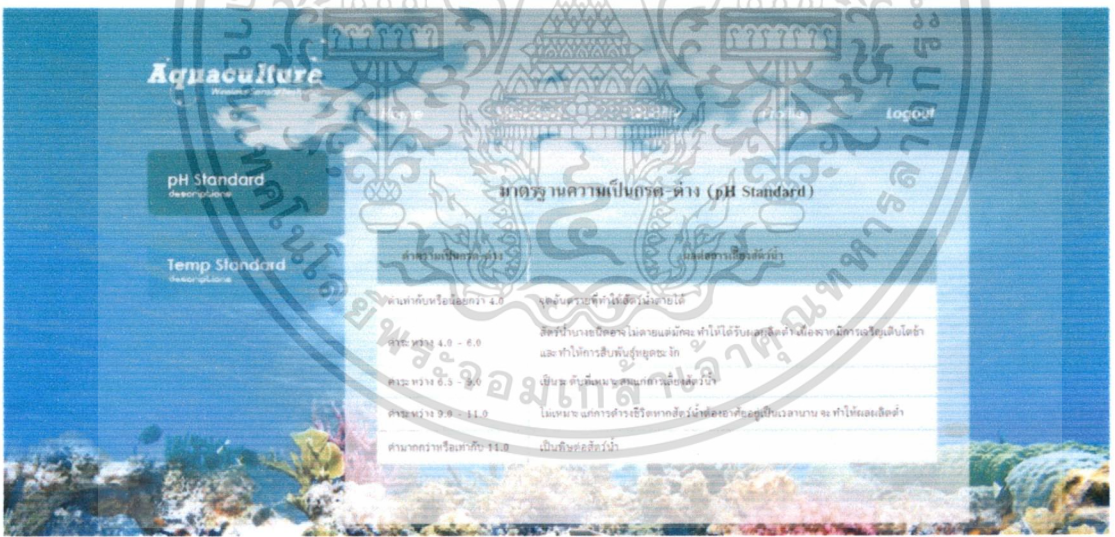 Aquaculture
Home
Profile
Logout
pH Standard
descriptions
Temp Standard
descriptions
มาตรฐานความเป็นกรด-ด่าง (pH Standard)
ค่าความเป็นกรด-ด่าง ผลต่อการเลี้ยงสัตว์น้ำ
ค่าเท่ากับหรือน้อยกว่า 4.0 จุดอันตรายที่ทำให้สัตว์น้ำตายได้
ค่าระหว่าง 4.0 - 6.0 สัตว์น้ำบางชนิดอาจไม่ตายแต่มักจะทำให้ได้รับผลผลิตต่ำ เนื่องจากมีการเจริญเติบโตช้า
และทำให้การสืบพันธุ์หยุดชะงัก
ค่าระหว่าง 6.5 - 9.0 เป็นระดับที่เหมาะสมแก่การเลี้ยงสัตว์น้ำ
ค่าระหว่าง 9.0 - 11.0 ไม่เหมาะแก่การดำรงชีวิตหากสัตว์น้ำต้องอาศัยอยู่เป็นเวลานาน จะทำให้ผลผลิตต่ำ
ค่ามากกว่าหรือเท่ากับ 11.0 เป็นพิษต่อสัตว์น้ำ